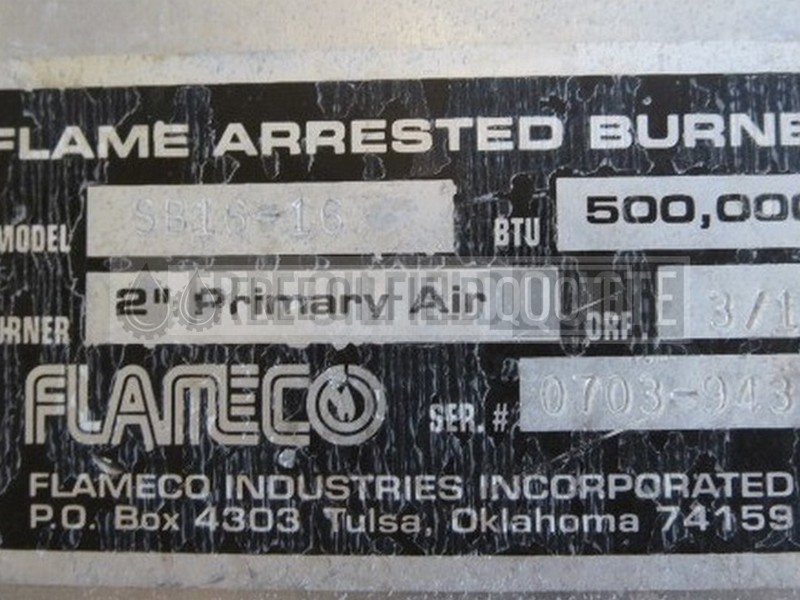 FLAME ARRESTED BURNE
MODEL SB16-16 BTU 500,000
URNER 2" Primary Air ORF. 3/1
FLAMECO SER. # 0703-943
FLAMECO INDUSTRIES INCORPORATED
P.O. Box 4303 Tulsa, Oklahoma 74159